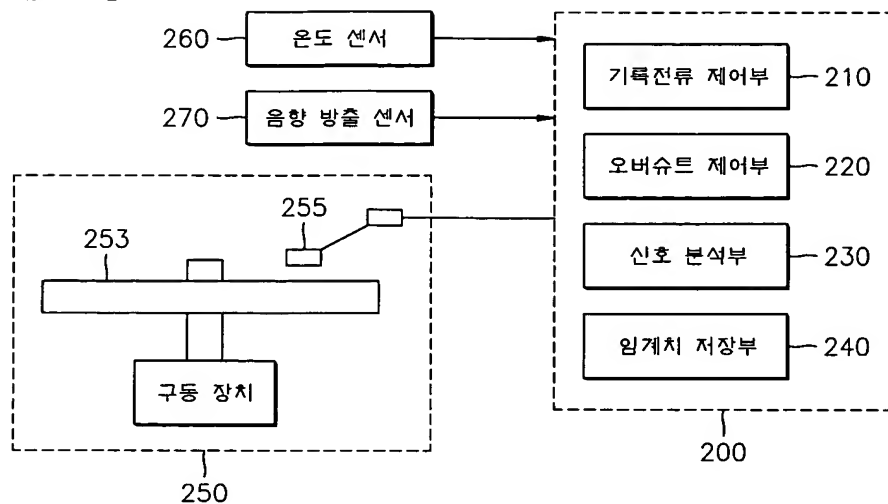 260
온도 센서
270
음향 방출 센서
기록전류 제어부
210
오버슈트 제어부
220
신호 분석부
230
임계치 저장부
240
200
255
253
구동 장치
250